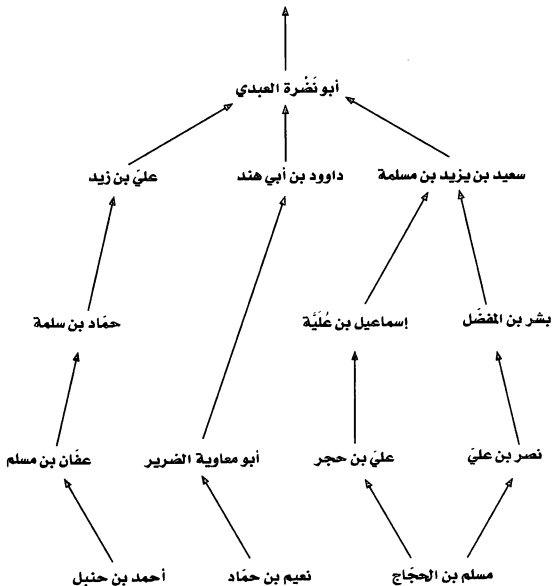 أبو نَضْرة العبدي
سعيد بن يزيد بن مسلمة
داوود بن أبي هند
عليّ بن زيد
بشر بن المفضّل
إسماعيل بن عُلَيَّة
حمّاد بن سلمة
نصر بن عليّ
عليّ بن حجر
أبو معاوية الضرير
عفّان بن مسلم
مسلم بن الحجّاج
نعيم بن حمّاد
أحمد بن حنبل